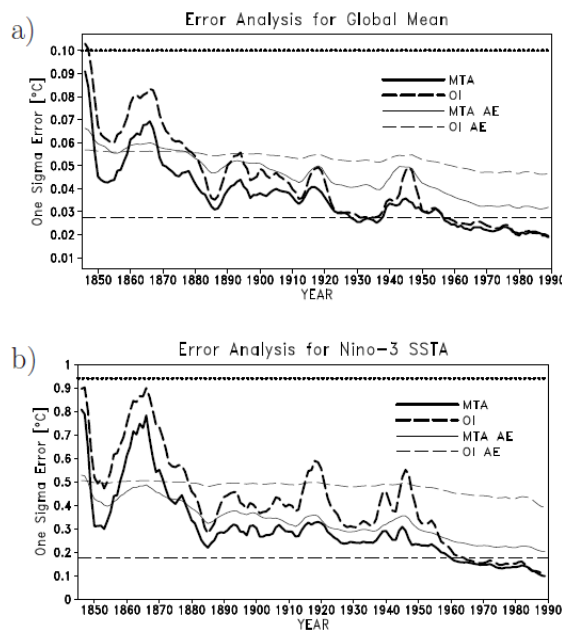 a)
Error Analysis for Global Mean
One Sigma Error [°C]
0.10
0.09
0.08
0.07
0.06
0.05
0.04
0.03
0.02
0.01
MTA
OI
MTA AE
OI AE
1850 1860 1870 1880 1890 1900 1910 1920 1930 1940 1950 1960 1970 1980 1990
YEAR
b)
Error Analysis for Nino-3 SSTA
One Sigma Error [°C]
1
0.9
0.8
0.7
0.6
0.5
0.4
0.3
0.2
0.1
0
MTA
OI
MTA AE
OI AE
1850 1860 1870 1880 1890 1900 1910 1920 1930 1940 1950 1960 1970 1980 1990
YEAR